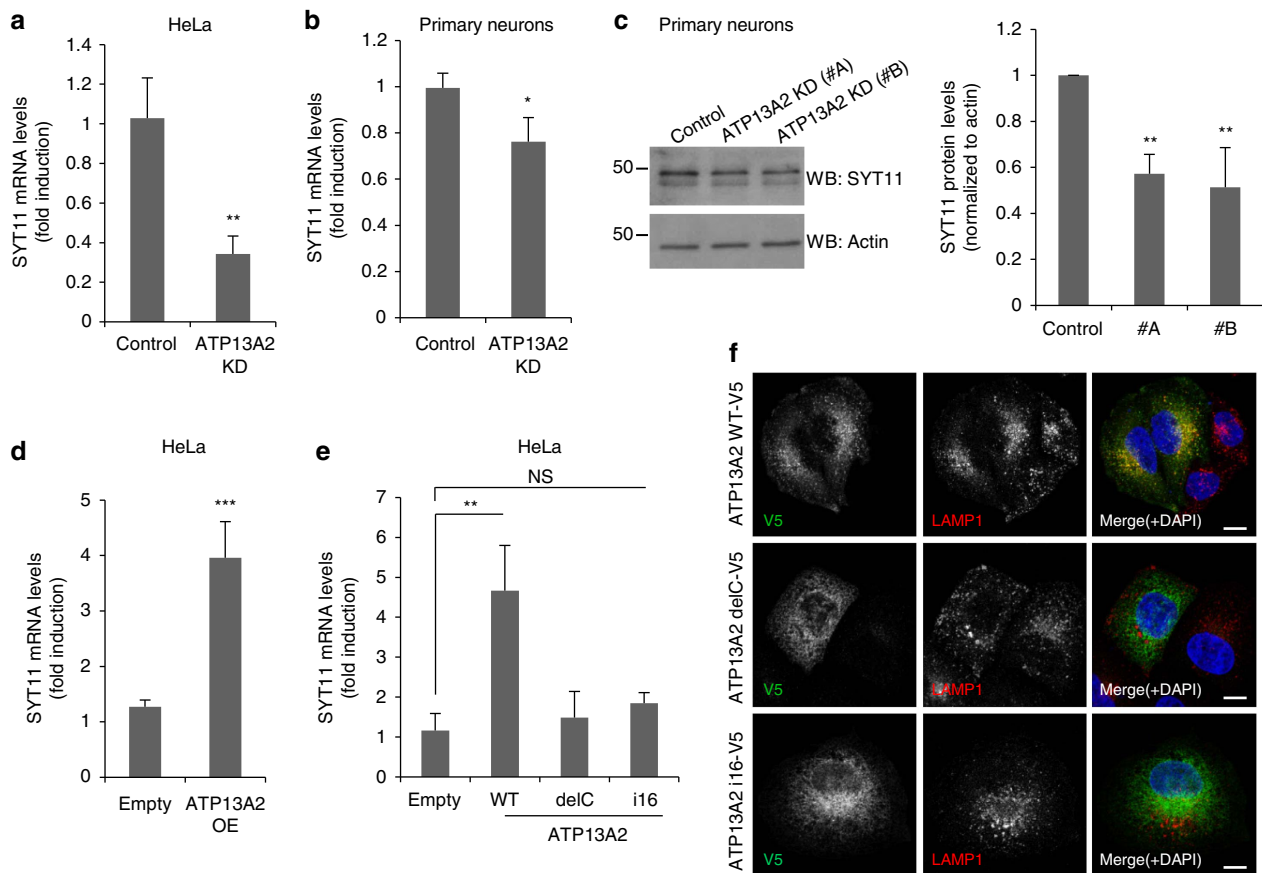 a
HeLa
SYT11 mRNA levels
(fold induction)
1.4
1.2
1
0.8
0.6
0.4
0.2
0
**
Control
ATP13A2
KD
b
Primary neurons
SYT11 mRNA levels
(fold induction)
1.2
1
0.8
0.6
0.4
0.2
0
*
Control
ATP13A2
KD
c
Primary neurons
Control
ATP13A2 KD (#A)
ATP13A2 KD (#B)
50
WB: SYT11
50
WB: Actin
SYT11 protein levels
(normalized to actin)
1.2
1
0.8
0.6
0.4
0.2
0
**
**
Control
#A
#B
d
HeLa
SYT11 mRNA levels
(fold induction)
5
4
3
2
1
0
***
Empty
ATP13A2
OE
e
HeLa
NS
**
SYT11 mRNA levels
(fold induction)
7
6
5
4
3
2
1
0
Empty
WT
delC
i16
ATP13A2
f
ATP13A2 WT-V5
V5
LAMP1
Merge(+DAPI)
ATP13A2 delC-V5
V5
LAMP1
Merge(+DAPI)
ATP13A2 i16-V5
V5
LAMP1
Merge(+DAPI)